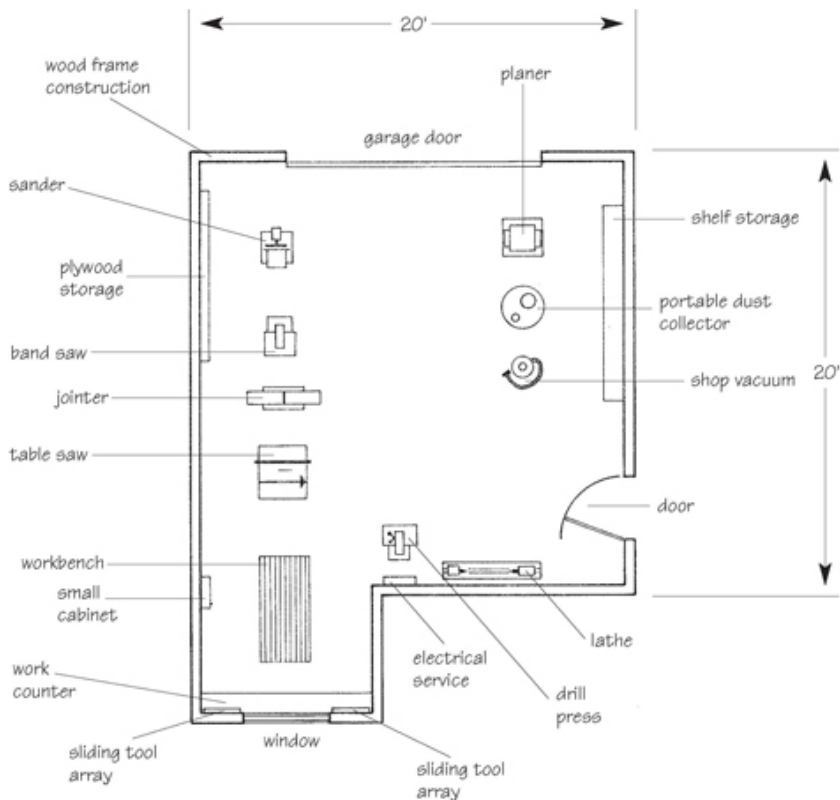 20'
wood frame
construction
planer
garage door
sander
shelf storage
plywood
storage
portable dust
collector
band saw
shop vacuum
20'
jointer
table saw
door
workbench
small
cabinet
lathe
electrical
service
work
counter
drill
press
window
sliding tool
array
sliding tool
array